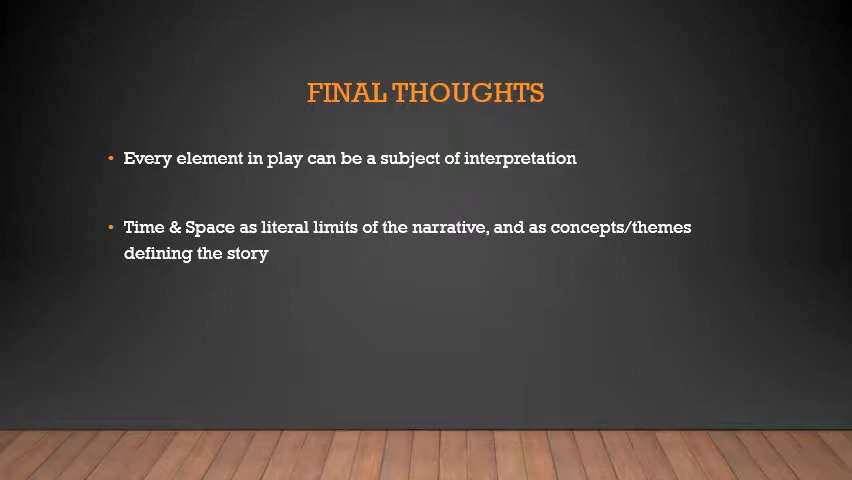 FINAL THOUGHTS
• Every element in play can be a subject of interpretation
• Time & Space as literal limits of the narrative, and as concepts/themes
defining the story